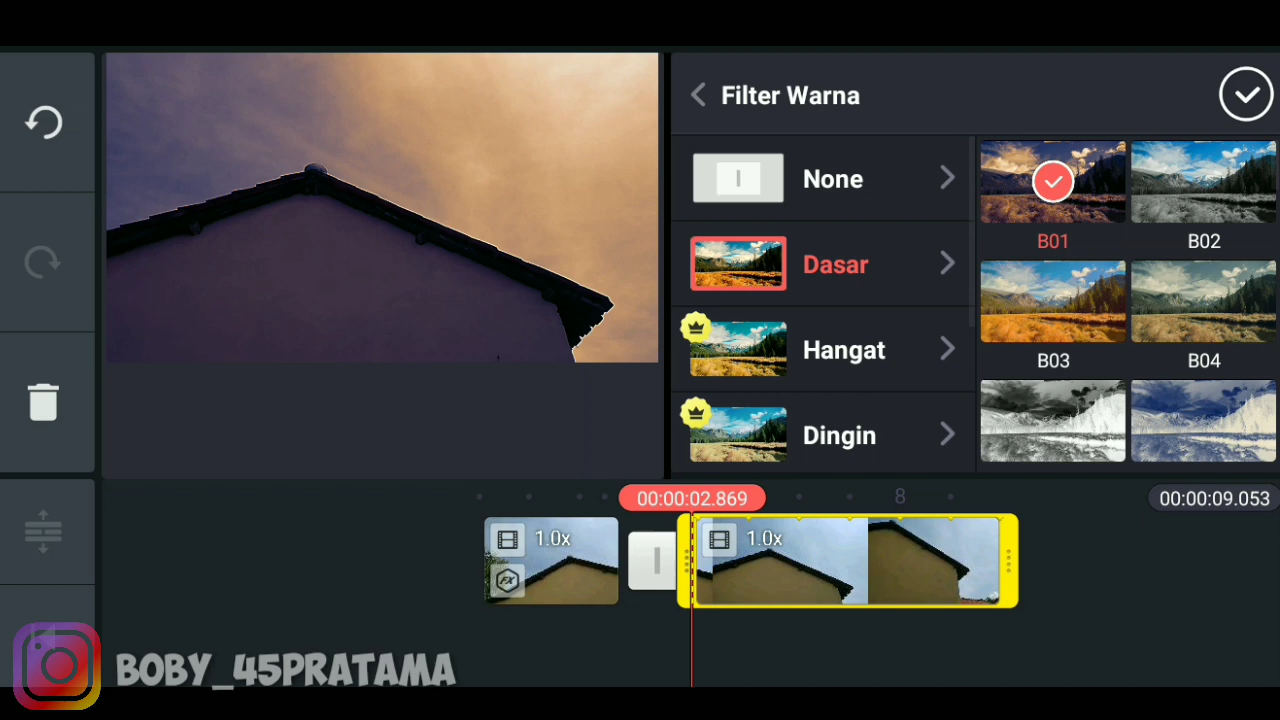 Filter Warna
None
Dasar
Hangat
Dingin
B01
B02
B03
B04
00:00:02.869
8
00:00:09.053
1.0x
FX
1.0x
BOBY_45PRATAMA